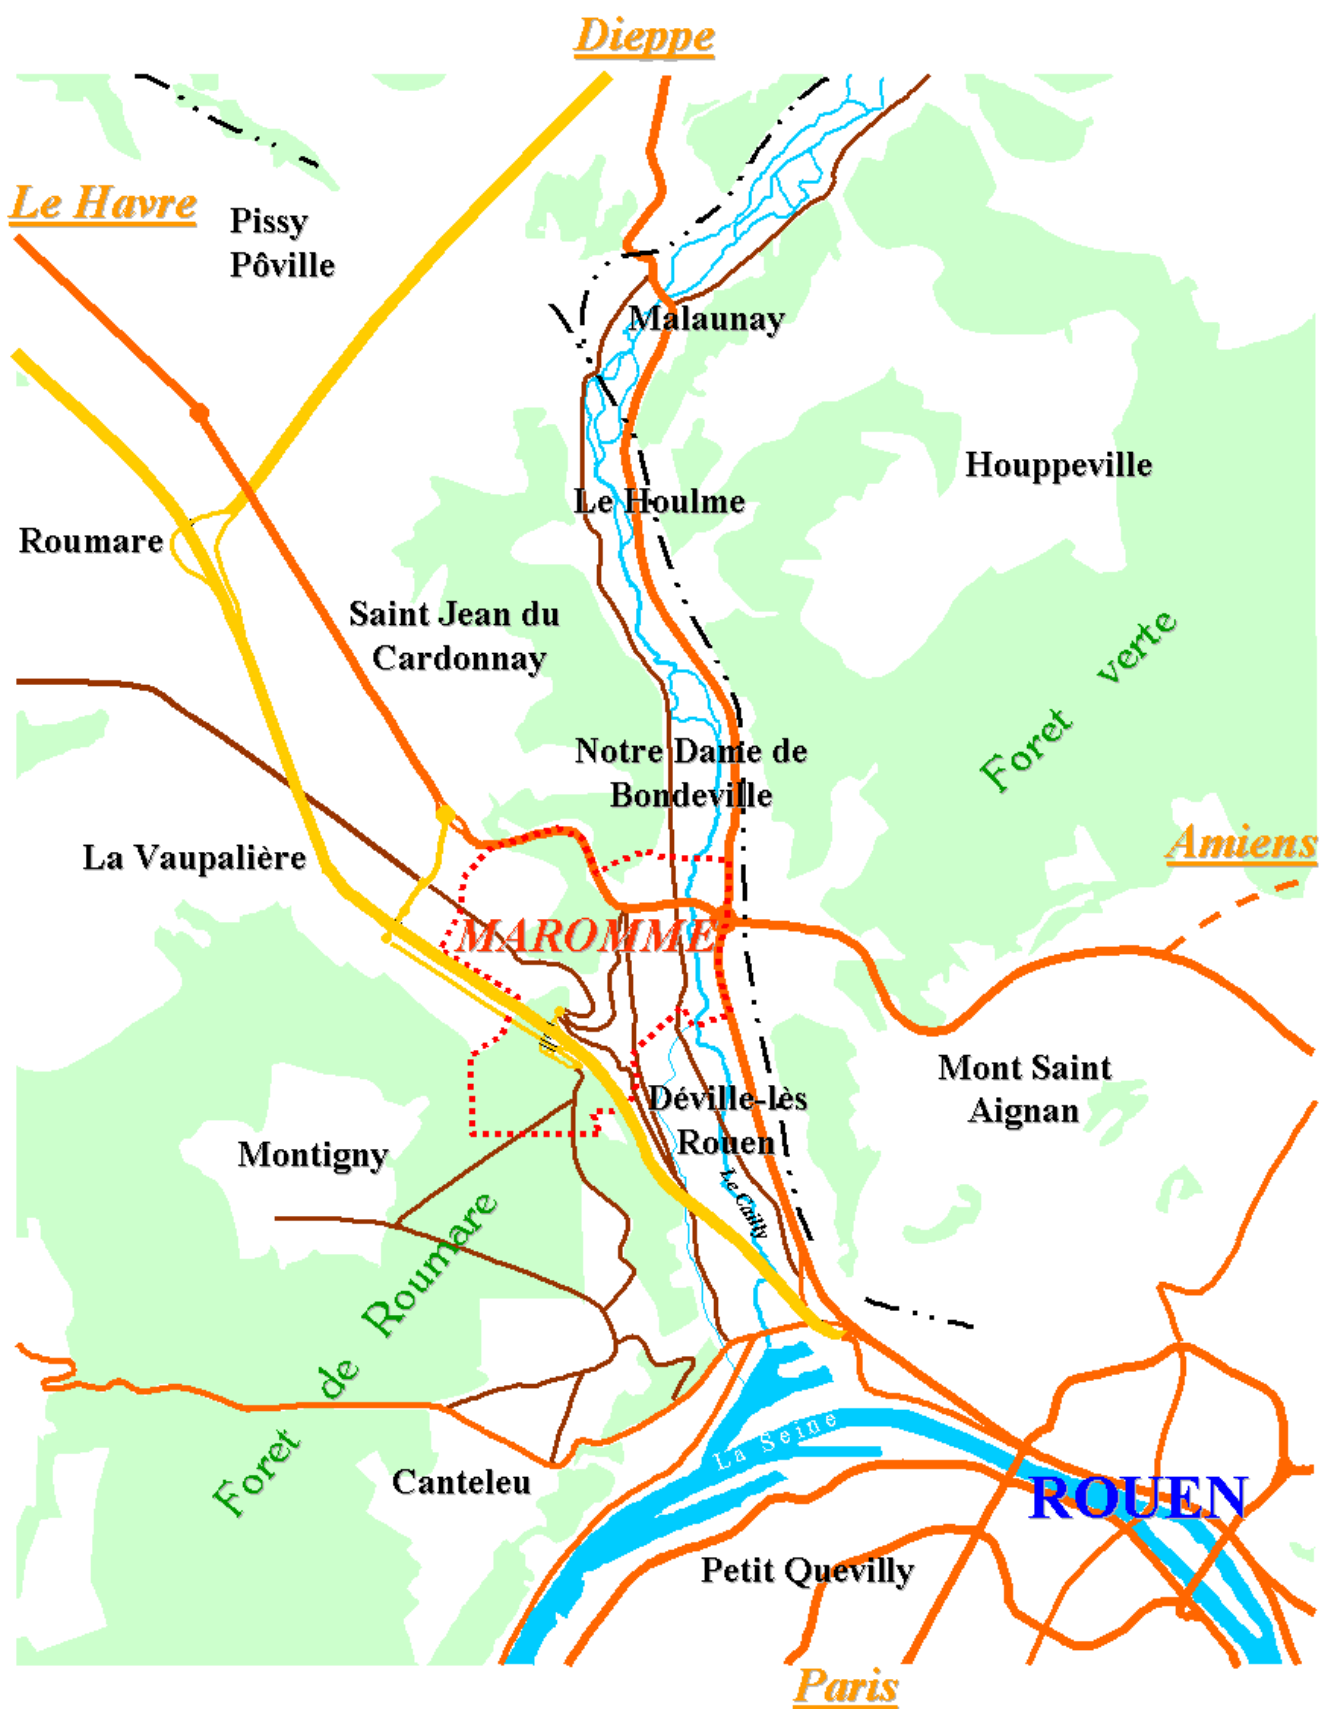 Dieppe
Le Havre
Pissy
Pôville
Malaunay
Houppeville
Le Houlme
Roumare
Saint Jean du
Cardonnay
Foret verte
Notre Dame de
Bondeville
Amiens
La Vaupalière
MAROMME
Mont Saint
Aignan
Déville-lès
Rouen
Montigny
Le Cailly
Foret de Roumare
La Seine
Canteleu
ROUEN
Petit Quevilly
Paris